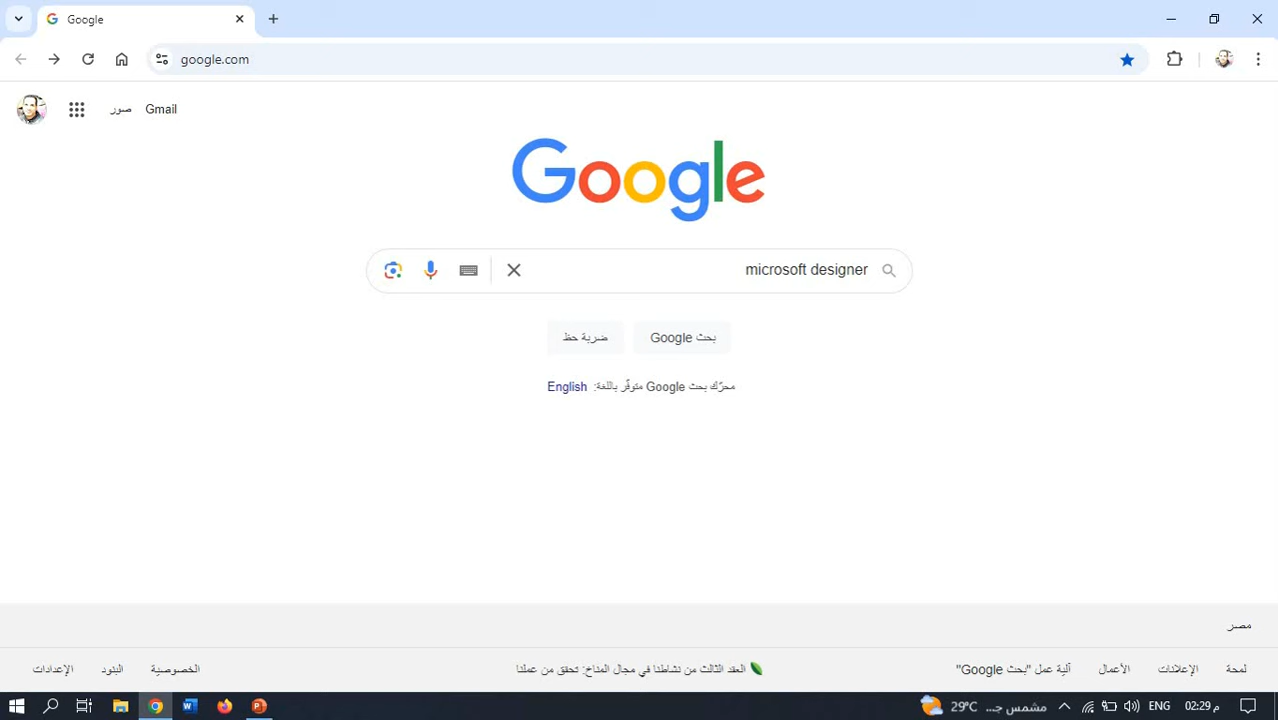 Google
google.com
صور Gmail
Google
microsoft designer
بحث Google
ضربة حظ
محرّك بحث Google متوفّر باللغة: English
مصر
لمحة الإعلانات الأعمال آلية عمل "بحث Google"
العقد الثالث من نشاطنا في مجال المناخ: تحقق من عملنا
الخصوصية البنود الإعدادات
29°C مشمس جـ... ENG 02:29 م